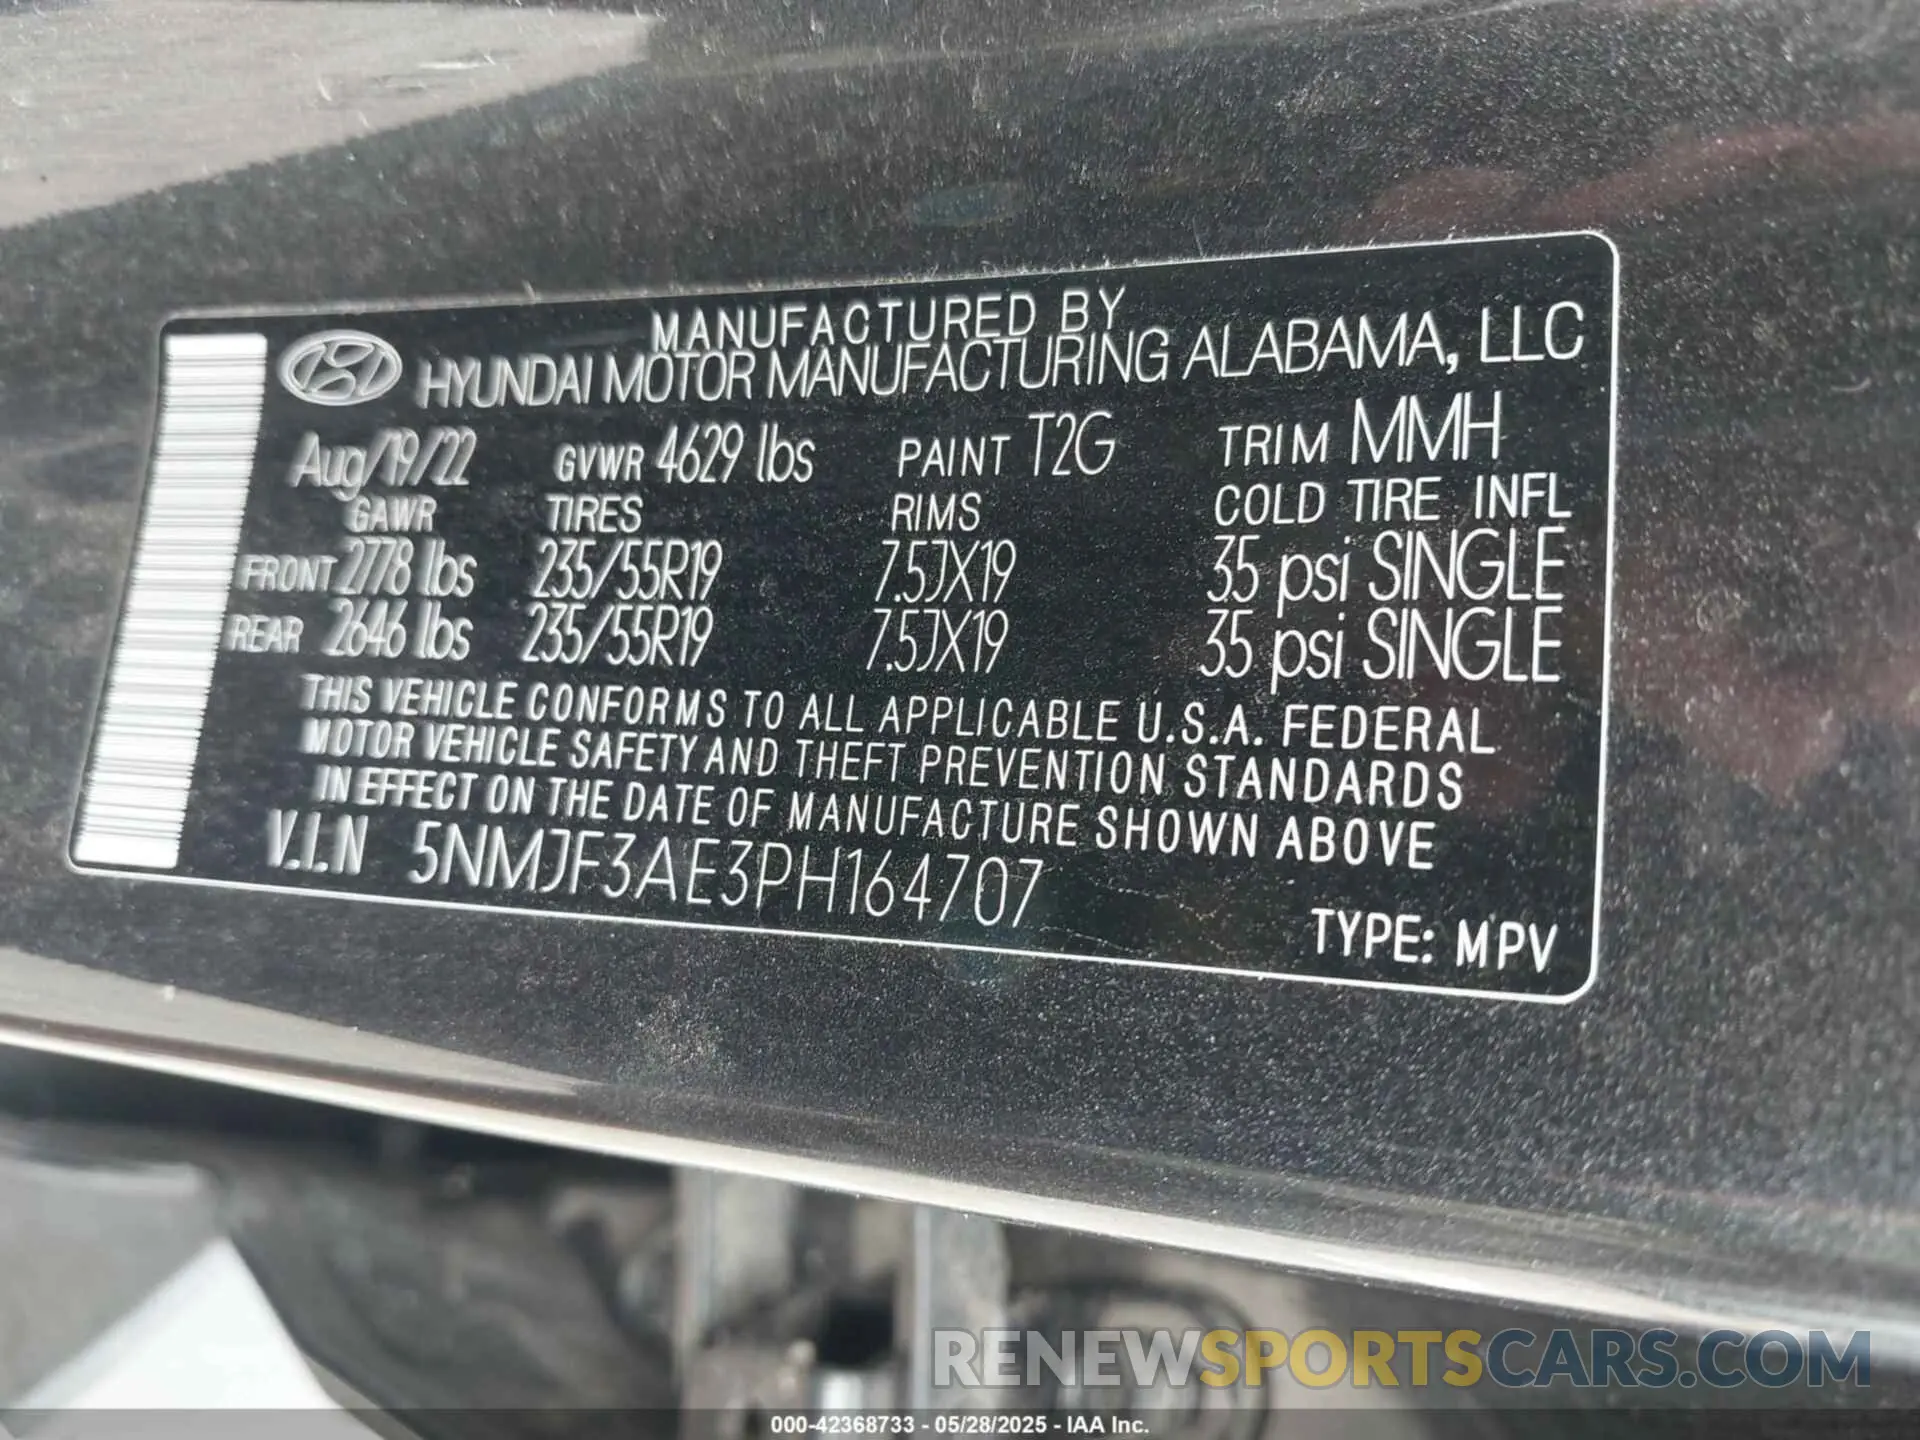 MANUFACTURED BY
HYUNDAI MOTOR MANUFACTURING ALABAMA, LLC
Aug/19/22 GVWR 4629 lbs PAINT T2G TRIM MMH
GAWR TIRES RIMS COLD TIRE INFL
FRONT 2778 lbs 235/55R19 7.5JX19 35 psi SINGLE
REAR 2646 lbs 235/55R19 7.5JX19 35 psi SINGLE
THIS VEHICLE CONFORMS TO ALL APPLICABLE U.S.A. FEDERAL
MOTOR VEHICLE SAFETY AND THEFT PREVENTION STANDARDS
IN EFFECT ON THE DATE OF MANUFACTURE SHOWN ABOVE
V.I.N 5NMJF3AE3PH164707
TYPE: MPV
RENEWSPORTSCARS.COM
000-42368733 - 05/28/2025 - IAA Inc.